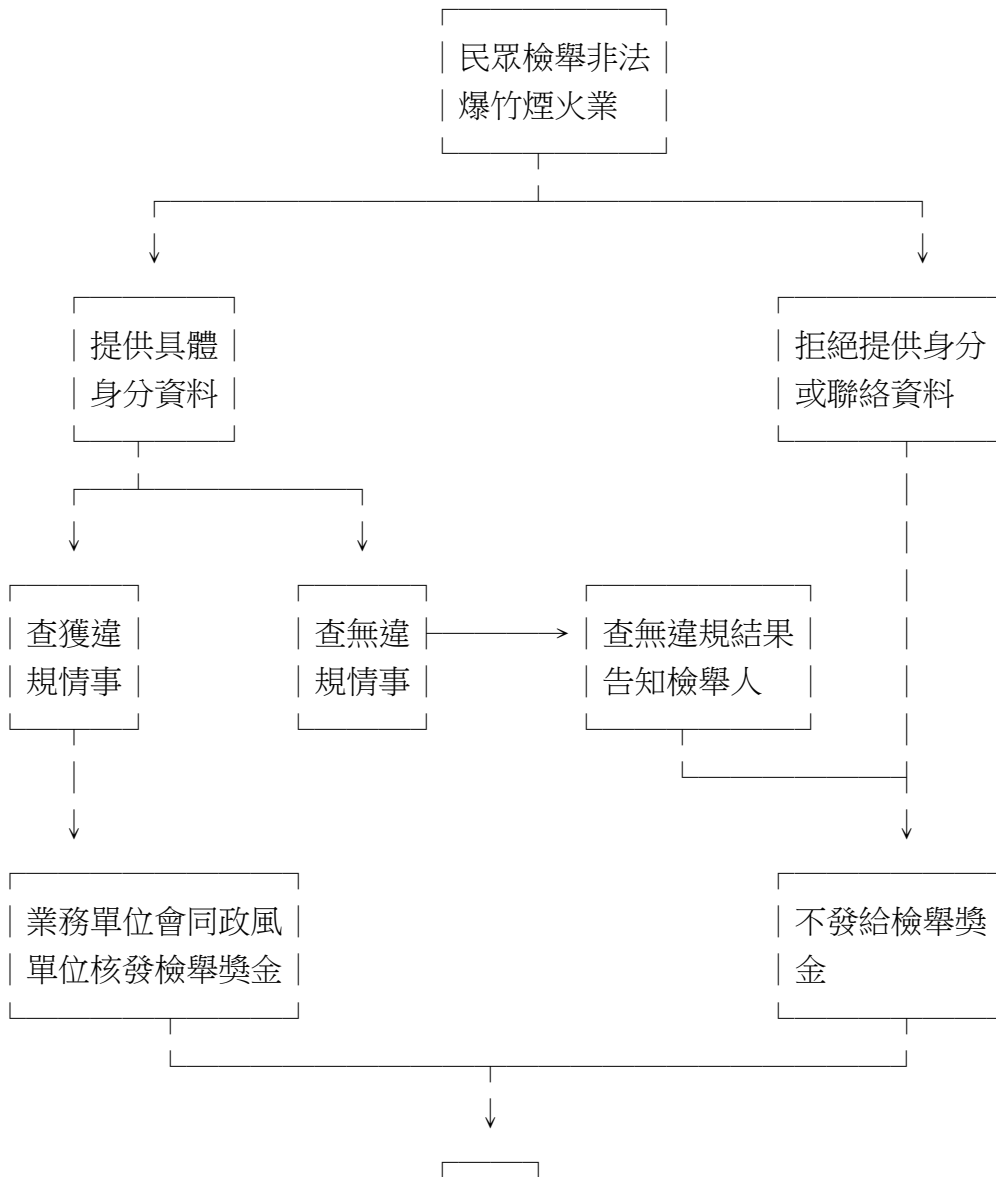 民眾檢舉非法
爆竹煙火業
提供具體
身分資料
拒絕提供身分
或聯絡資料
查獲違
規情事
查無違
規情事
查無違規結果
告知檢舉人
業務單位會同政風
單位核發檢舉獎金
不發給檢舉獎
金